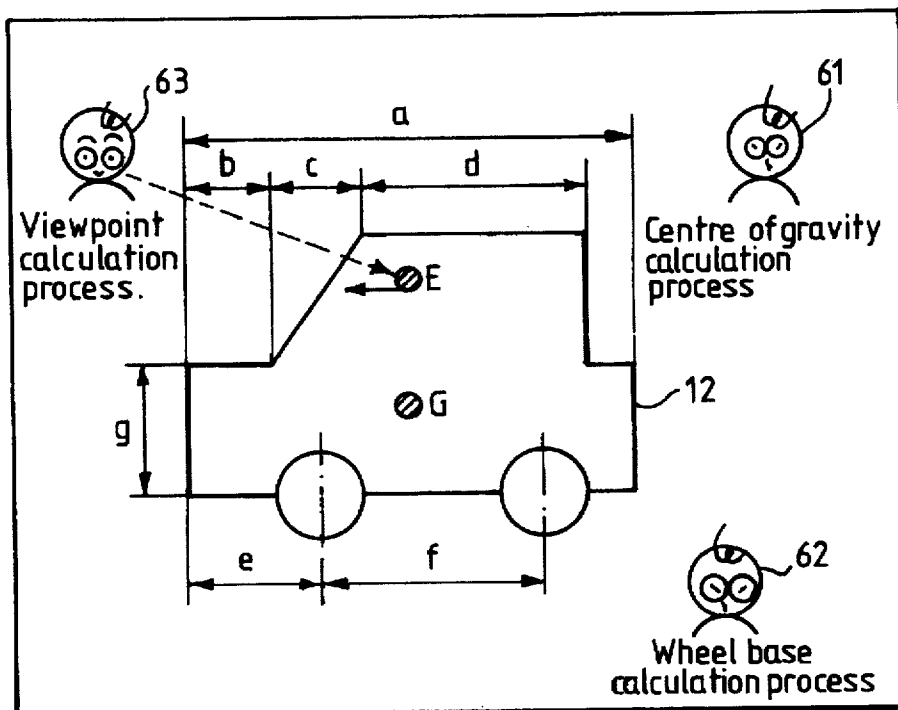 63
61
a
b c d
Viewpoint
calculation
process.
Centre of gravity
calculation
process
E
G
12
g
e f
62
Wheel base
calculation process